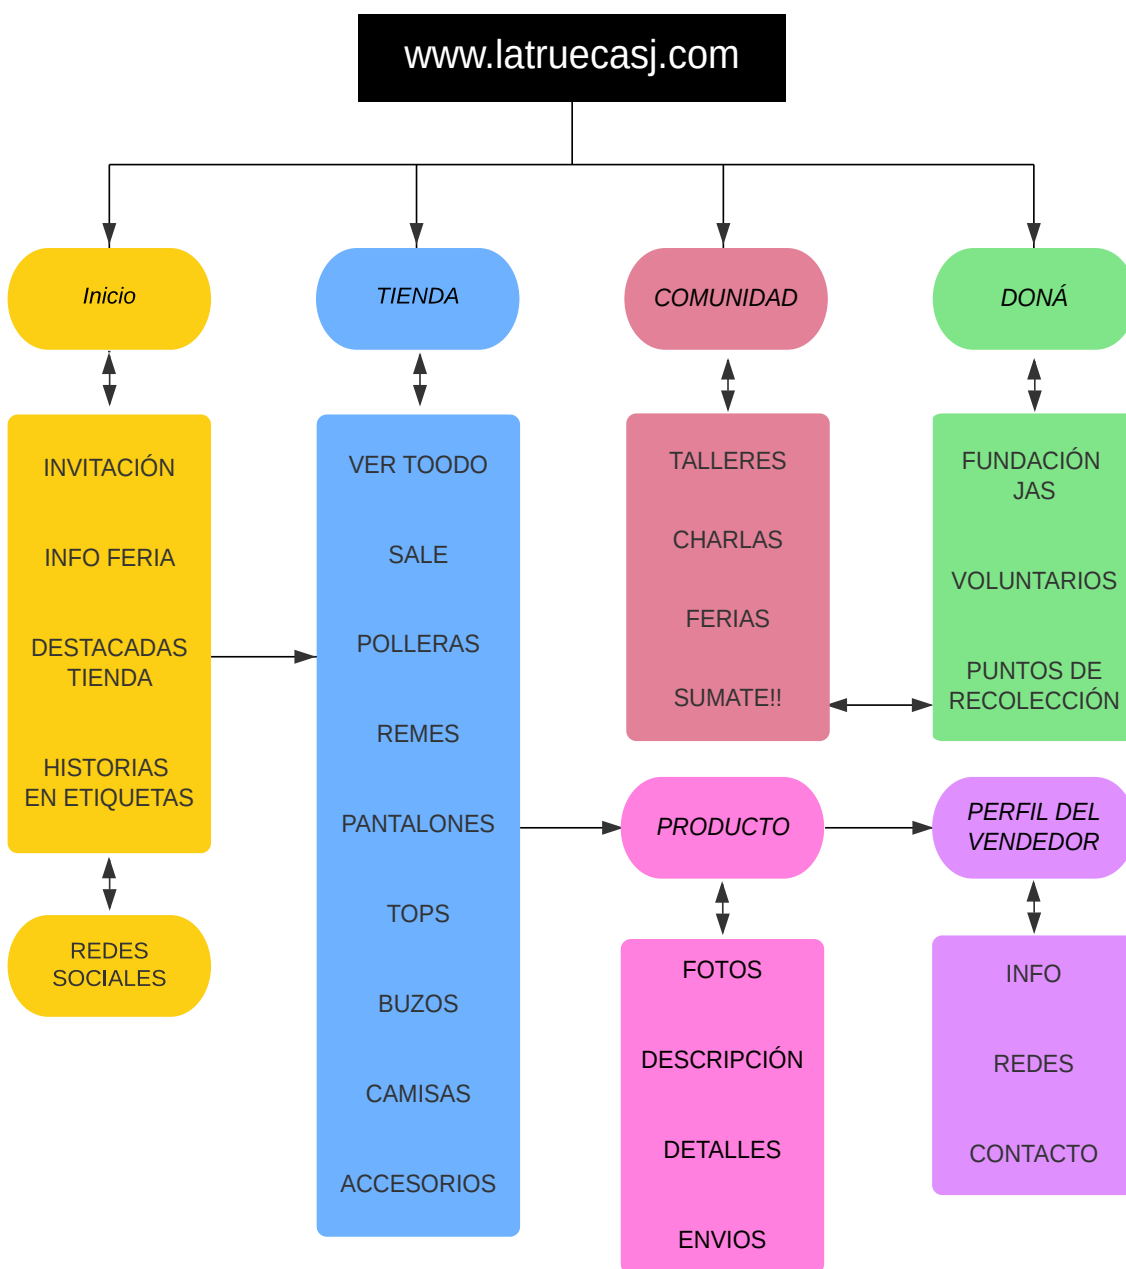 www.latruecasj.com
Inicio
TIENDA
COMUNIDAD
DONÁ
INVITACIÓN
INFO FERIA
DESTACADAS
TIENDA
HISTORIAS
EN ETIQUETAS
REDES
SOCIALES
VER TOODO
SALE
POLLERAS
REMES
PANTALONES
TOPS
BUZOS
CAMISAS
ACCESORIOS
TALLERES
CHARLAS
FERIAS
SUMATE!!
FUNDACIÓN
JAS
VOLUNTARIOS
PUNTOS DE
RECOLECCIÓN
PRODUCTO
FOTOS
DESCRIPCIÓN
DETALLES
ENVIOS
PERFIL DEL
VENDEDOR
INFO
REDES
CONTACTO